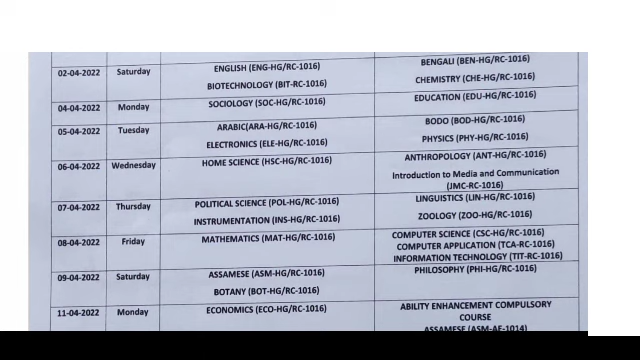 02-04-2022 Saturday ENGLISH (ENG-HG/RC-1016) BENGALI (BEN-HG/RC-1016)
BIOTECHNOLOGY (BIT-RC-1016) CHEMISTRY (CHE-HG/RC-1016)
04-04-2022 Monday SOCIOLOGY (SOC-HG/RC-1016) EDUCATION (EDU-HG/RC-1016)
05-04-2022 Tuesday ARABIC(ARA-HG/RC-1016) BODO (BOD-HG/RC-1016)
ELECTRONICS (ELE-HG/RC-1016) PHYSICS (PHY-HG/RC-1016)
06-04-2022 Wednesday HOME SCIENCE (HSC-HG/RC-1016) ANTHROPOLOGY (ANT-HG/RC-1016)
Introduction to Media and Communication
(JMC-RC-1016)
07-04-2022 Thursday POLITICAL SCIENCE (POL-HG/RC-1016) LINGUISTICS (LIN-HG/RC-1016)
INSTRUMENTATION (INS-HG/RC-1016) ZOOLOGY (ZOO-HG/RC-1016)
08-04-2022 Friday MATHEMATICS (MAT-HG/RC-1016) COMPUTER SCIENCE (CSC-HG/RC-1016)
COMPUTER APPLICATION (TCA-RC-1016)
INFORMATION TECHNOLOGY (TIT-RC-1016)
09-04-2022 Saturday ASSAMESE (ASM-HG/RC-1016) PHILOSOPHY (PHI-HG/RC-1016)
BOTANY (BOT-HG/RC-1016)
11-04-2022 Monday ECONOMICS (ECO-HG/RC-1016) ABILITY ENHANCEMENT COMPULSORY
COURSE
ASSAMESE (ASM-AE-1014)